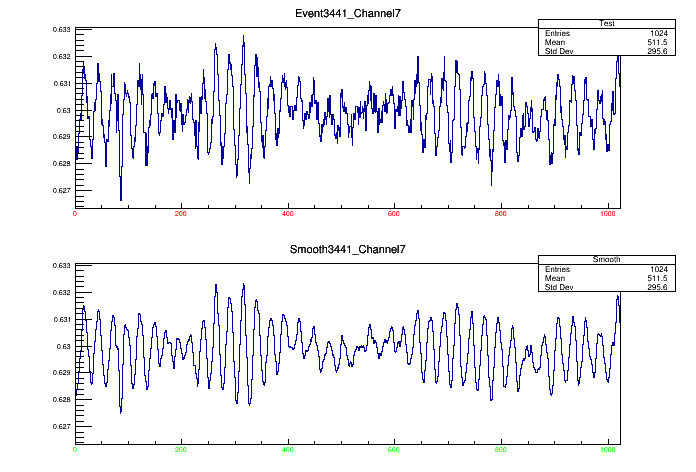 Event3441_Channel7
Test
Entries 1024
Mean 511.5
Std Dev 295.6
0.633
0.632
0.631
0.63
0.629
0.628
0.627
0 200 400 600 800 1000
Smooth3441_Channel7
Smooth
Entries 1024
Mean 511.5
Std Dev 295.6
0.633
0.632
0.631
0.63
0.629
0.628
0.627
0 200 400 600 800 1000